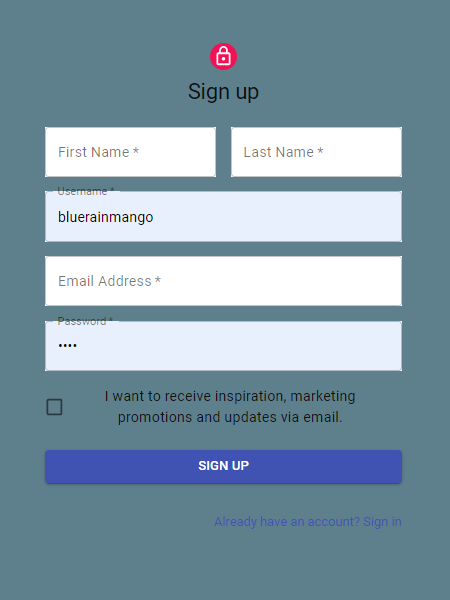 Sign up
First Name *
Last Name *
Username *
bluerainmango
Email Address *
Password *
••••
I want to receive inspiration, marketing
promotions and updates via email.
SIGN UP
Already have an account? Sign in